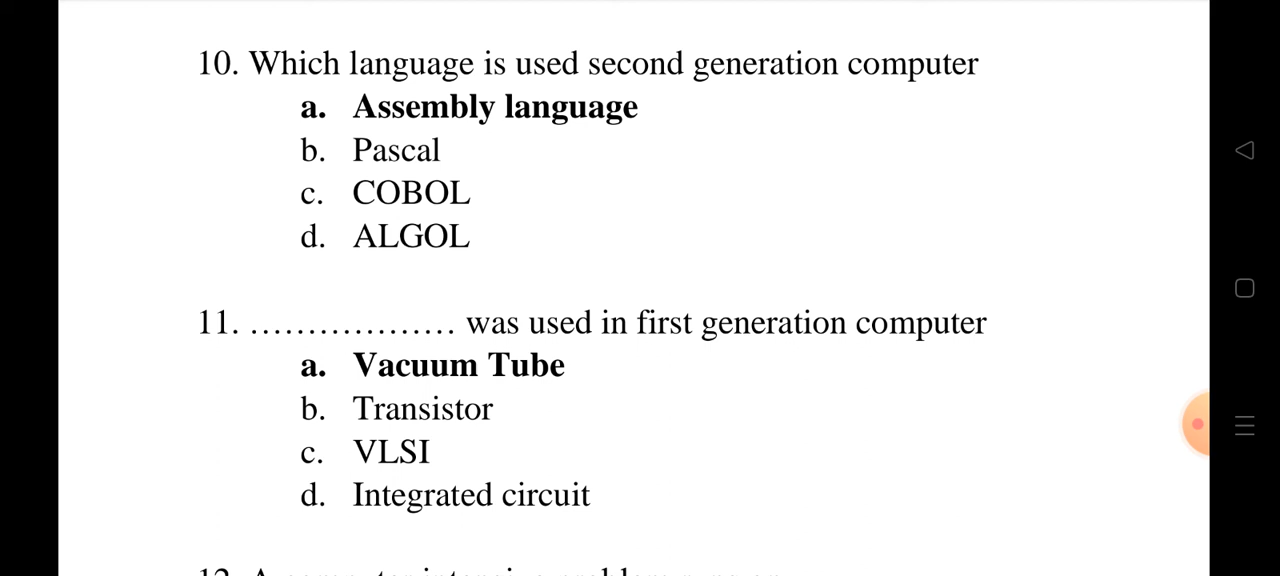 10. Which language is used second generation computer
a. Assembly language
b. Pascal
c. COBOL
d. ALGOL
11. .................. was used in first generation computer
a. Vacuum Tube
b. Transistor
c. VLSI
d. Integrated circuit